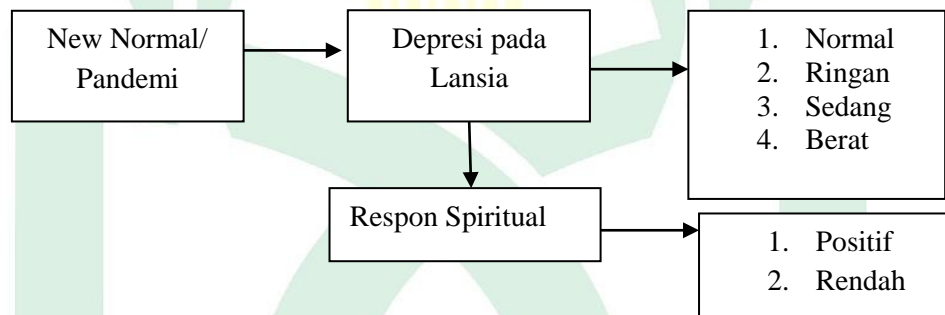 New Normal/
Pandemi
Depresi pada
Lansia
1. Normal
2. Ringan
3. Sedang
4. Berat
Respon Spiritual
1. Positif
2. Rendah